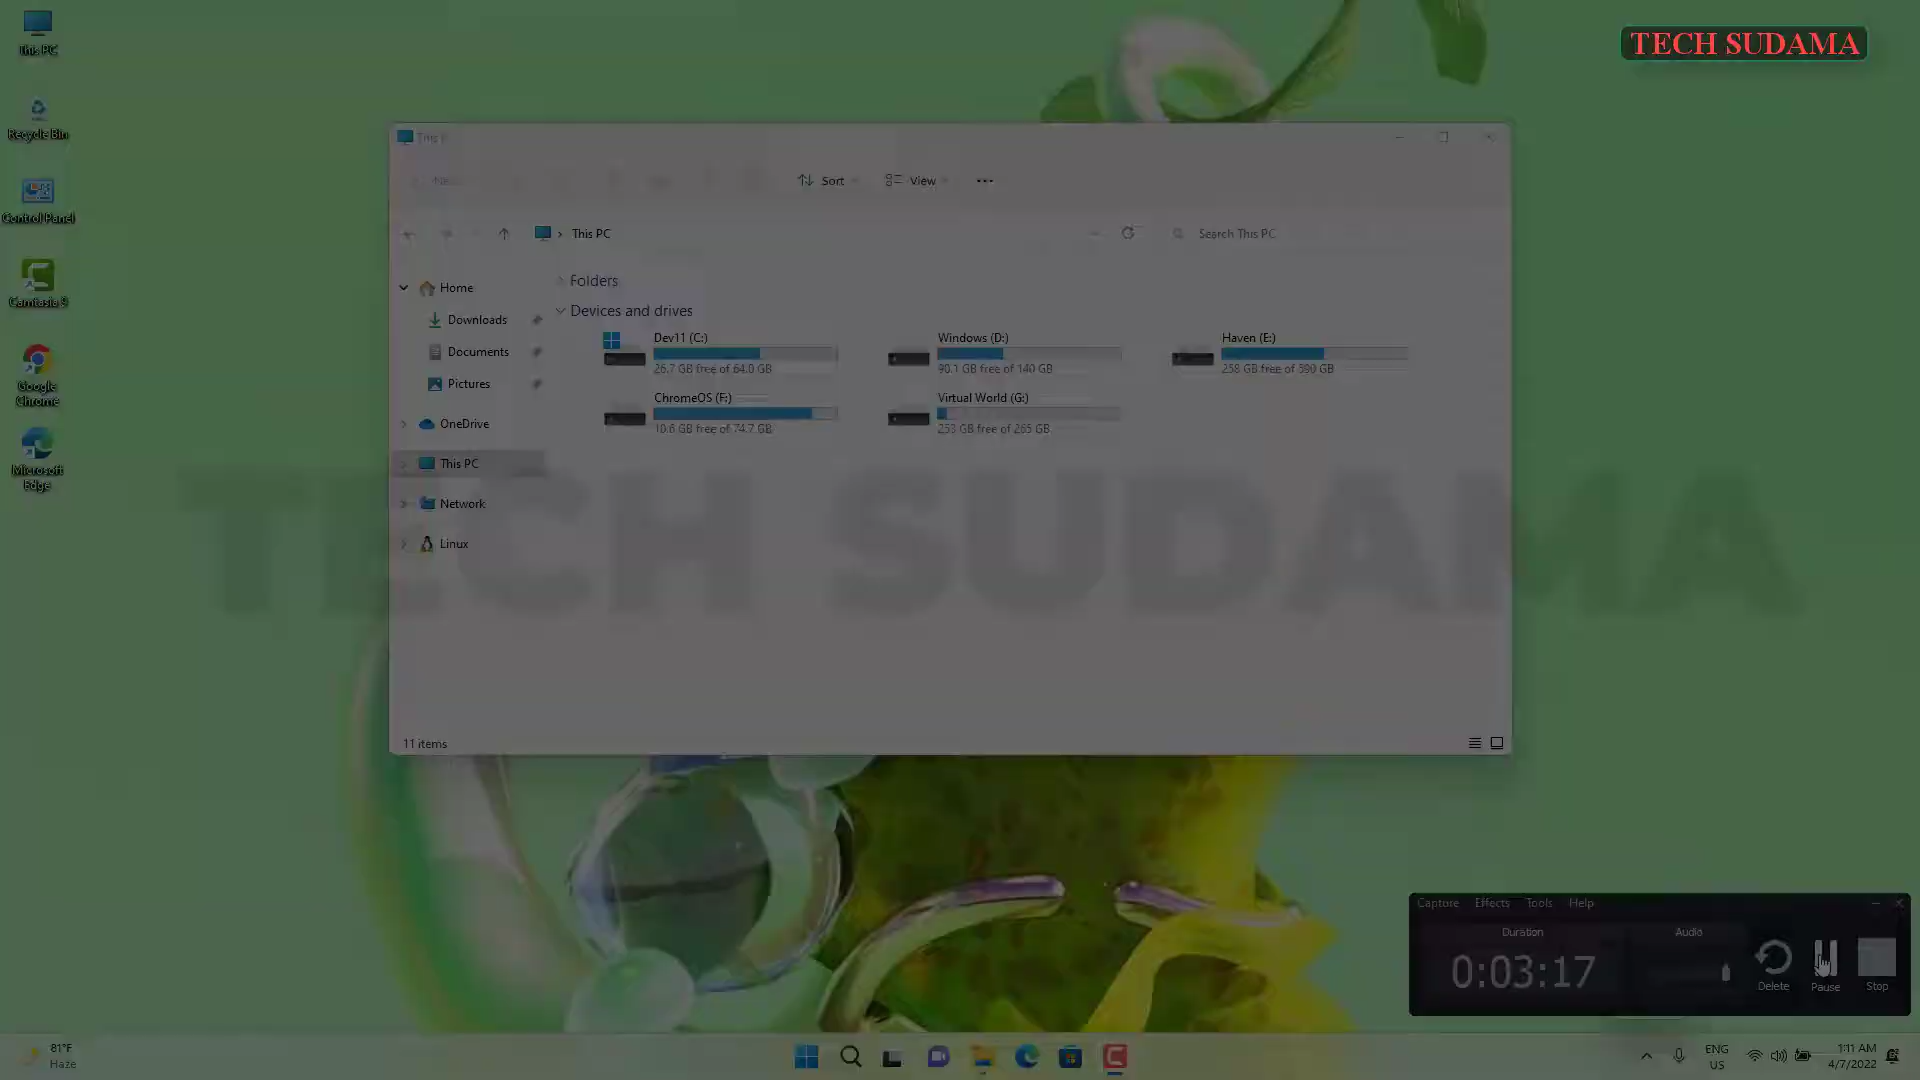 This PC
TECH SUDAMA
Recycle Bin
Control Panel
Camtasia 9
Google
Chrome
Microsoft
Edge
This
New
Sort
View
This PC
Search This PC
Home
Downloads
Documents
Pictures
OneDrive
This PC
Network
Linux
Folders
Devices and drives
Dev11 (C:)
26.7 GB free of 64.0 GB
Windows (D:)
90.1 GB free of 140 GB
Haven (E:)
258 GB free of 590 GB
ChromeOS (F:)
10.6 GB free of 74.7 GB
Virtual World (G:)
253 GB free of 265 GB
TECH SUDAMA
11 items
Capture Effects Tools Help
Duration
Audio
0:03:17
Delete
Pause
Stop
81°F
Haze
ENG
US
1:11 AM
4/7/2022